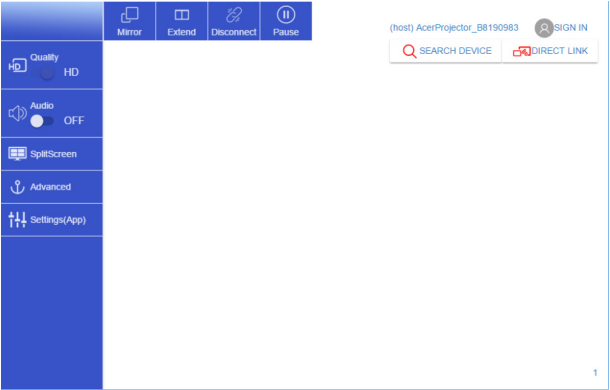 Mirror
Extend
Disconnect
Pause
(host) AcerProjector_B8190983
SIGN IN
SEARCH DEVICE
DIRECT LINK
Quality
HD
HD
Audio
OFF
SplitScreen
Advanced
Settings(App)
1